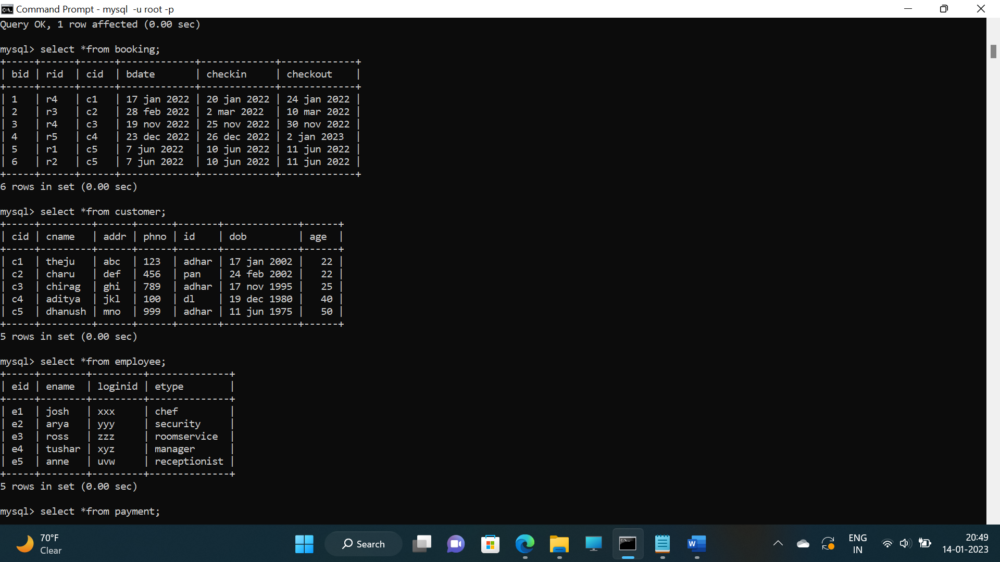 Command Prompt - mysql  -u root -p
Query OK, 1 row affected (0.00 sec)

mysql> select *from booking;
+-----+------+------+-------------+-------------+-------------+
| bid | rid  | cid  | bdate       | checkin     | checkout    |
+-----+------+------+-------------+-------------+-------------+
| 1   | r4   | c1   | 17 jan 2022 | 20 jan 2022 | 24 jan 2022 |
| 2   | r3   | c2   | 28 feb 2022 | 2 mar 2022  | 10 mar 2022 |
| 3   | r4   | c3   | 19 nov 2022 | 25 nov 2022 | 30 nov 2022 |
| 4   | r5   | c4   | 23 dec 2022 | 26 dec 2022 | 2 jan 2023  |
| 5   | r1   | c5   | 7 jun 2022  | 10 jun 2022 | 11 jun 2022 |
| 6   | r2   | c5   | 7 jun 2022  | 10 jun 2022 | 11 jun 2022 |
+-----+------+------+-------------+-------------+-------------+
6 rows in set (0.00 sec)

mysql> select *from customer;
+-----+---------+------+------+-------+-------------+------+
| cid | cname   | addr | phno | id    | dob         | age  |
+-----+---------+------+------+-------+-------------+------+
| c1  | theju   | abc  | 123  | adhar | 17 jan 2002 |   22 |
| c2  | charu   | def  | 456  | pan   | 24 feb 2002 |   22 |
| c3  | chirag  | ghi  | 789  | adhar | 17 nov 1995 |   25 |
| c4  | aditya  | jkl  | 100  | dl    | 19 dec 1980 |   40 |
| c5  | dhanush | mno  | 999  | adhar | 11 jun 1975 |   50 |
+-----+---------+------+------+-------+-------------+------+
5 rows in set (0.00 sec)

mysql> select *from employee;
+-----+--------+---------+--------------+
| eid | ename  | loginid | etype        |
+-----+--------+---------+--------------+
| e1  | josh   | xxx     | chef         |
| e2  | arya   | yyy     | security     |
| e3  | ross   | zzz     | roomservice  |
| e4  | tushar | xyz     | manager      |
| e5  | anne   | uvw     | receptionist |
+-----+--------+---------+--------------+
5 rows in set (0.00 sec)

mysql> select *from payment;
70°F
Clear
Search
ENG
IN
20:49
14-01-2023